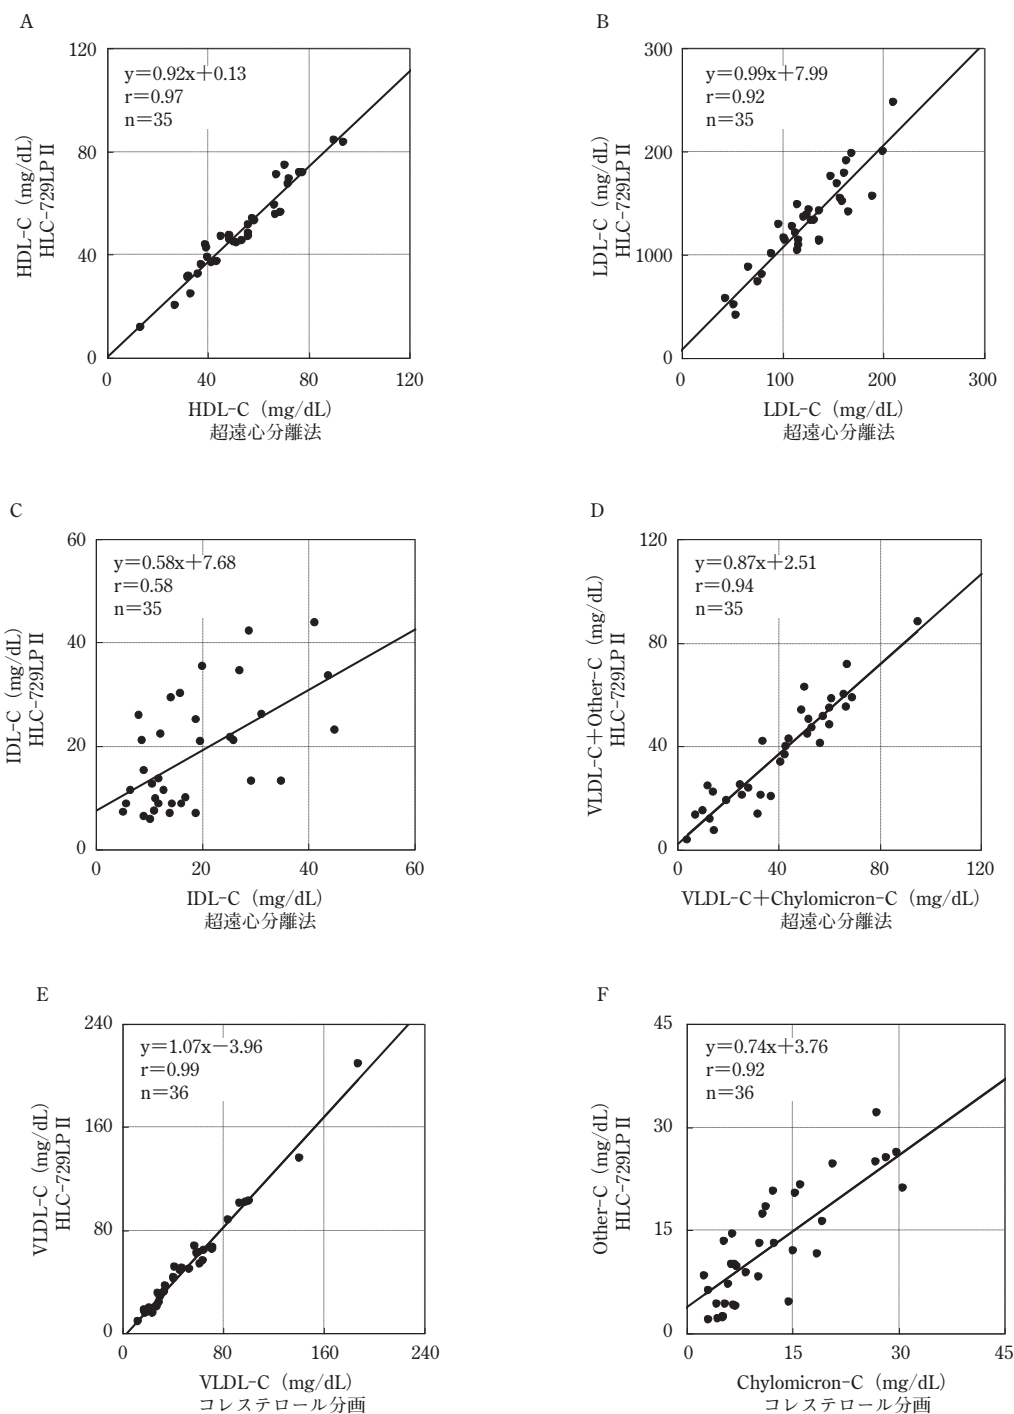 A
120
80
40
0
y=0.92x+0.13
r=0.97
n=35
HDL-C (mg/dL)
HLC-729LP II
0 40 80 120
HDL-C (mg/dL)
超遠心分離法
B
300
200
1000
0
y=0.99x+7.99
r=0.92
n=35
LDL-C (mg/dL)
HLC-729LP II
0 100 200 300
LDL-C (mg/dL)
超遠心分離法
C
60
40
20
0
y=0.58x+7.68
r=0.58
n=35
IDL-C (mg/dL)
HLC-729LP II
0 20 40 60
IDL-C (mg/dL)
超遠心分離法
D
120
80
40
0
y=0.87x+2.51
r=0.94
n=35
VLDL-C+Other-C (mg/dL)
HLC-729LP II
0 40 80 120
VLDL-C+Chylomicron-C (mg/dL)
超遠心分離法
E
240
160
80
0
y=1.07x−3.96
r=0.99
n=36
VLDL-C (mg/dL)
HLC-729LP II
0 80 160 240
VLDL-C (mg/dL)
コレステロール分画
F
45
30
15
0
y=0.74x+3.76
r=0.92
n=36
Other-C (mg/dL)
HLC-729LP II
0 15 30 45
Chylomicron-C (mg/dL)
コレステロール分画